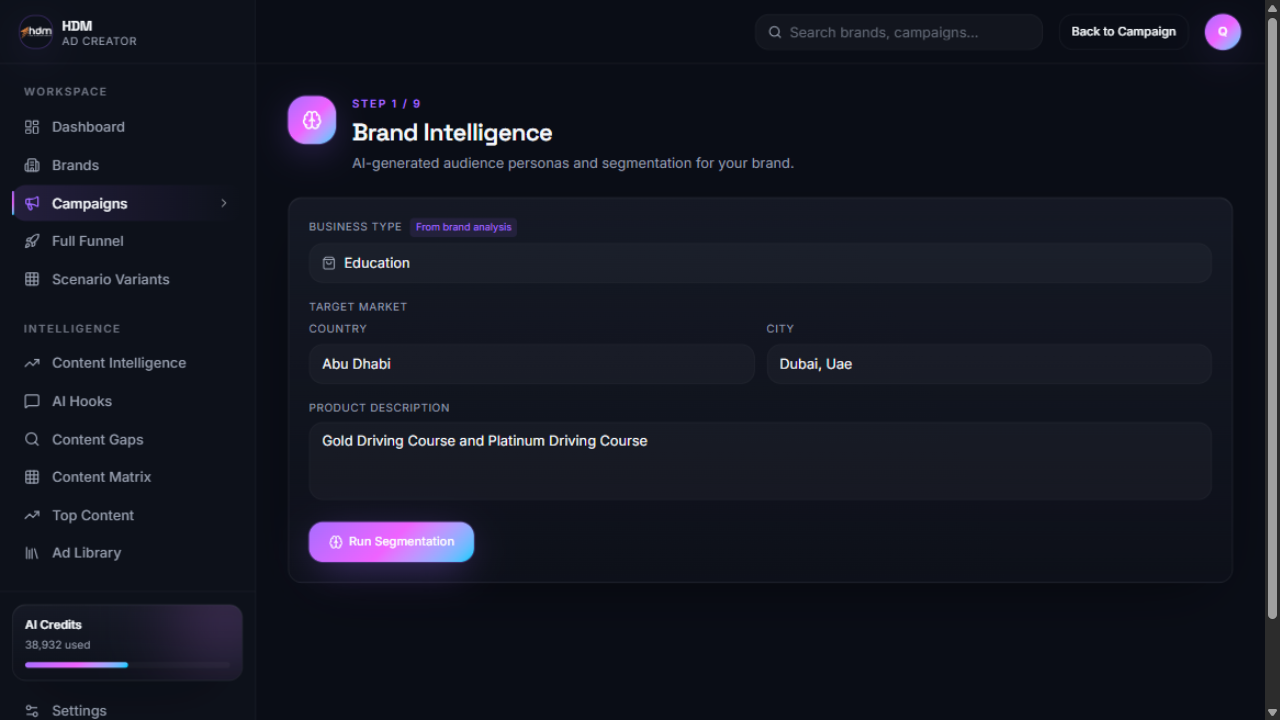 hdm
HDM
AD CREATOR
Search brands, campaigns...
Back to Campaign
Q
WORKSPACE
Dashboard
Brands
Campaigns
Full Funnel
Scenario Variants
INTELLIGENCE
Content Intelligence
AI Hooks
Content Gaps
Content Matrix
Top Content
Ad Library
AI Credits
38,932 used
Settings
STEP 1 / 9
Brand Intelligence
AI-generated audience personas and segmentation for your brand.
BUSINESS TYPE From brand analysis
Education
TARGET MARKET
COUNTRY CITY
Abu Dhabi Dubai, Uae
PRODUCT DESCRIPTION
Gold Driving Course and Platinum Driving Course
Run Segmentation